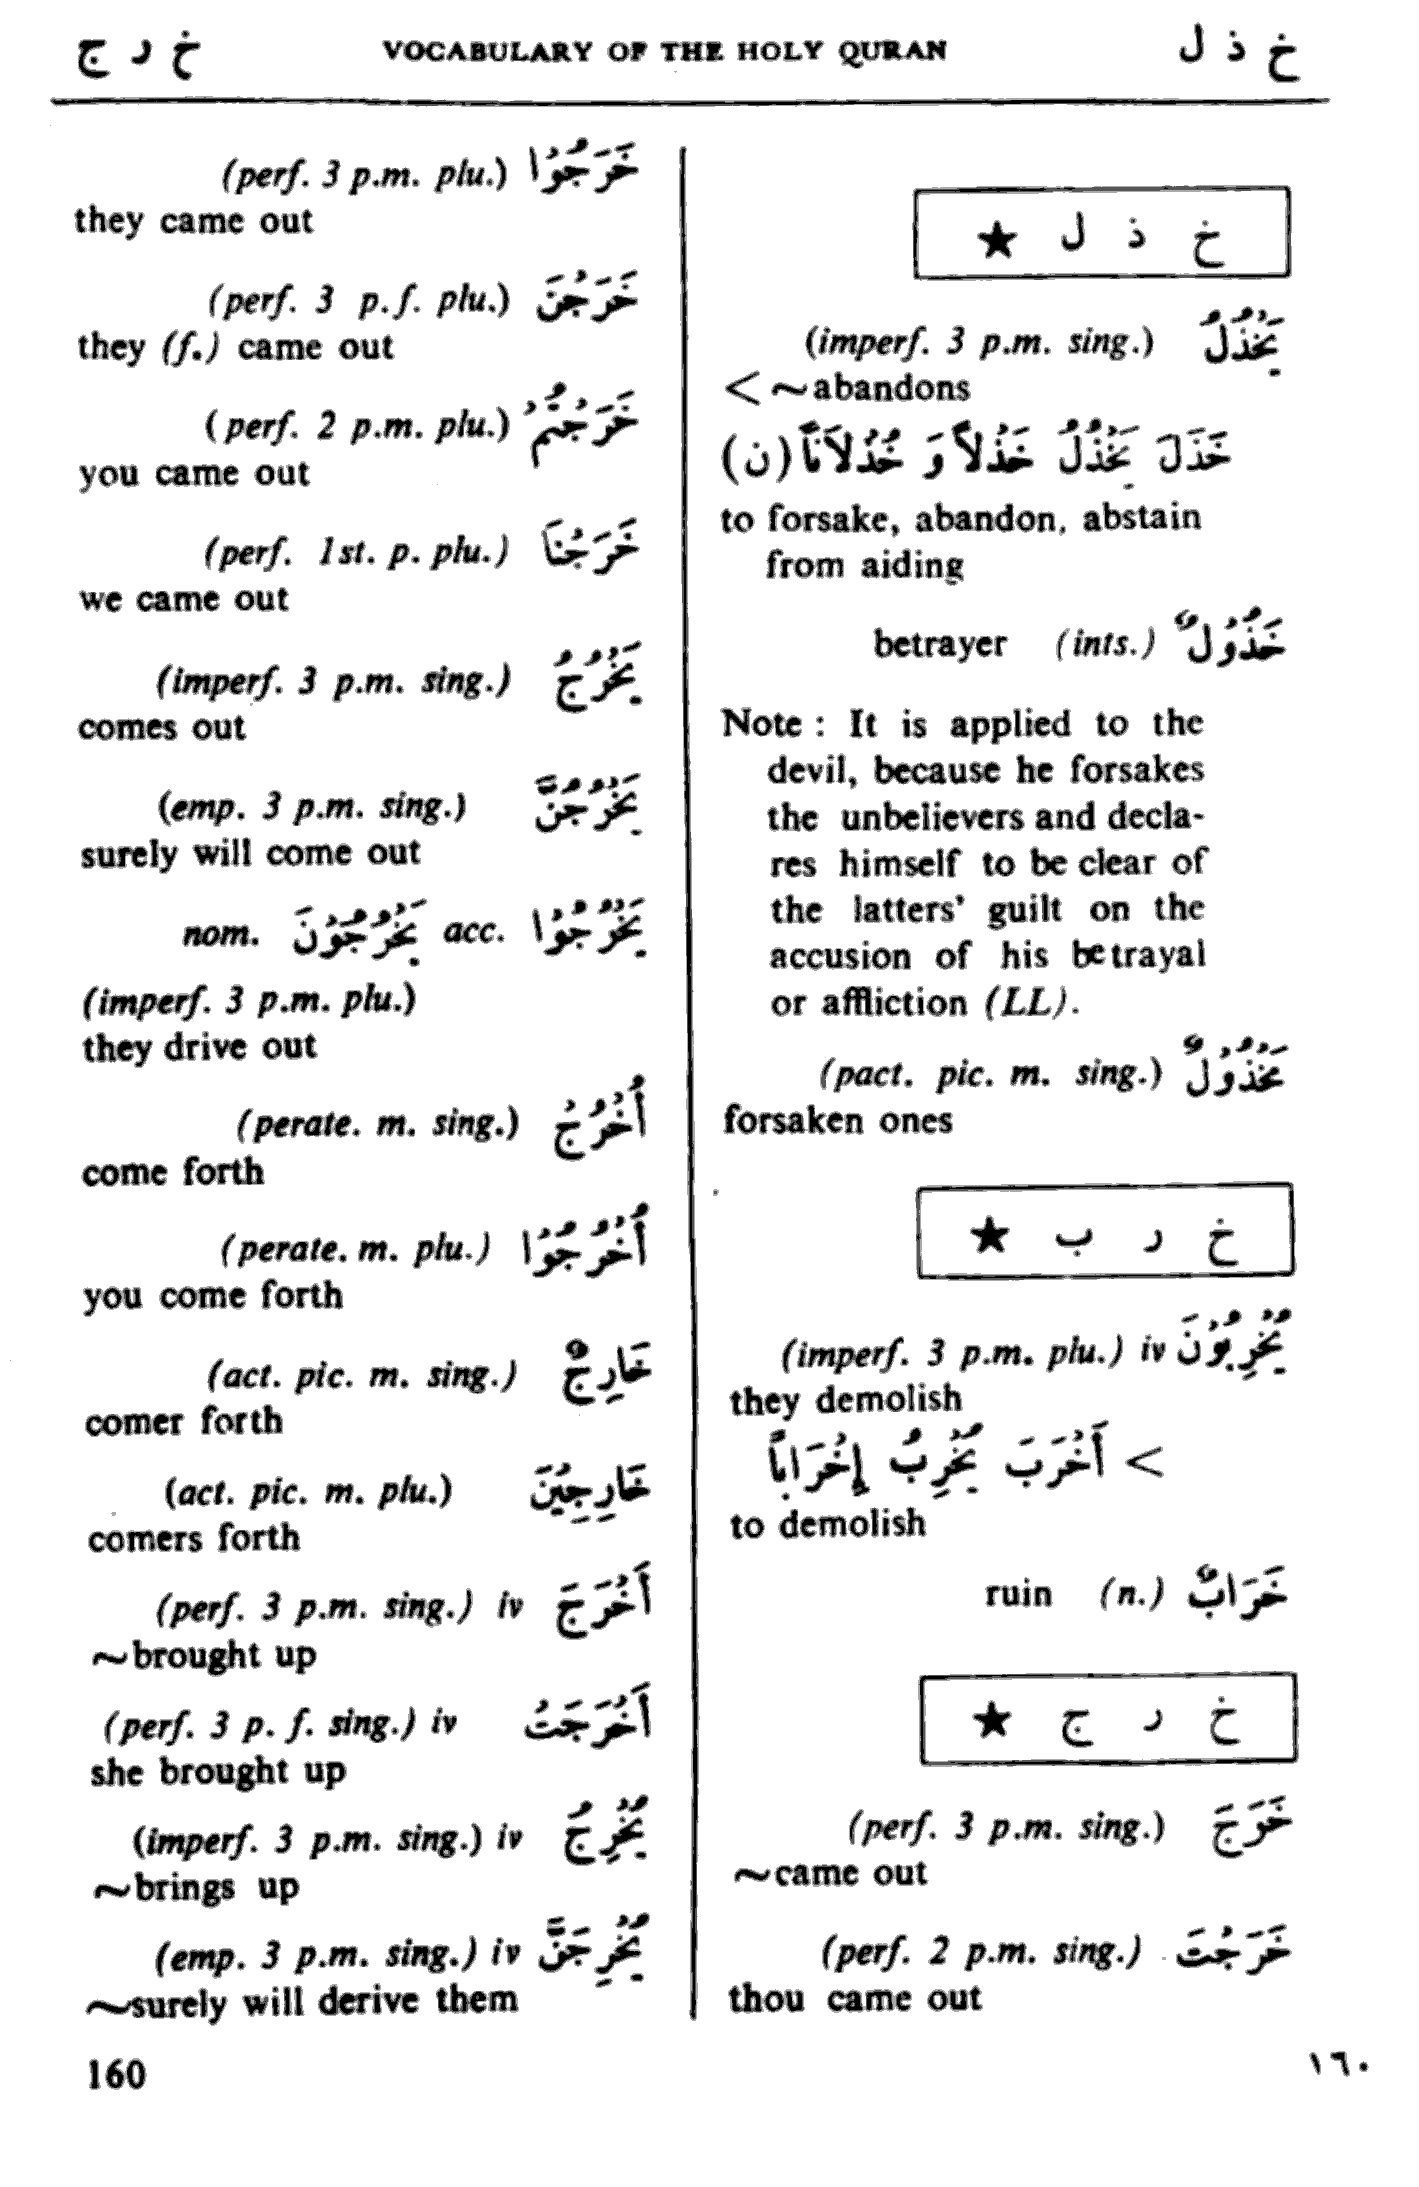 خ ر ج VOCABULARY OF THE HOLY QURAN خ ذ ل
خ ذ ل ★
(imperf. 3 p.m. sing.) يَخْذُلُ
< ~abandons
خَذَلَ يَخْذُلُ خَذْلاً وَ خُذْلَاناً (ن)
to forsake, abandon, abstain
from aiding
betrayer (ints.) خَذُوْلٌ
Note : It is applied to the
devil, because he forsakes
the unbelievers and decla-
res himself to be clear of
the latters' guilt on the
accusion of his betrayal
or affliction (LL).
(pact. pic. m. sing.) مَخْذُوْلٌ
forsaken ones
خ ر ب ★
(imperf. 3 p.m. plu.) iv يُخْرِبُوْنَ
they demolish
< أَخْرَبَ يُخْرِبُ إِخْرَاباً
to demolish
ruin (n.) خَرَابٌ
خ ر ج ★
(perf. 3 p.m. sing.) خَرَجَ
~came out
(perf. 2 p.m. sing.) خَرَجْتَ
thou came out
(perf. 3 p.m. plu.) خَرَجُوْا
they came out
(perf. 3 p.f. plu.) خَرَجْنَ
they (f.) came out
(perf. 2 p.m. plu.) خَرَجْتُمْ
you came out
(perf. 1st. p. plu.) خَرَجْنَا
we came out
(imperf. 3 p.m. sing.) يَخْرُجُ
comes out
(emp. 3 p.m. sing.) يَخْرُجَنَّ
surely will come out
nom. يَخْرُجُوْنَ acc. يَخْرُجُوْا
(imperf. 3 p.m. plu.)
they drive out
(perate. m. sing.) أُخْرُجْ
come forth
(perate. m. plu.) أُخْرُجُوْا
you come forth
(act. pic. m. sing.) خَارِجٌ
comer forth
(act. pic. m. plu.) خَارِجِيْنَ
comers forth
(perf. 3 p.m. sing.) iv أَخْرَجَ
~brought up
(perf. 3 p. f. sing.) iv أَخْرَجَتْ
she brought up
(imperf. 3 p.m. sing.) iv يُخْرِجُ
~brings up
(emp. 3 p.m. sing.) iv يُخْرِجَنَّ
~surely will derive them
160 ١٦٠